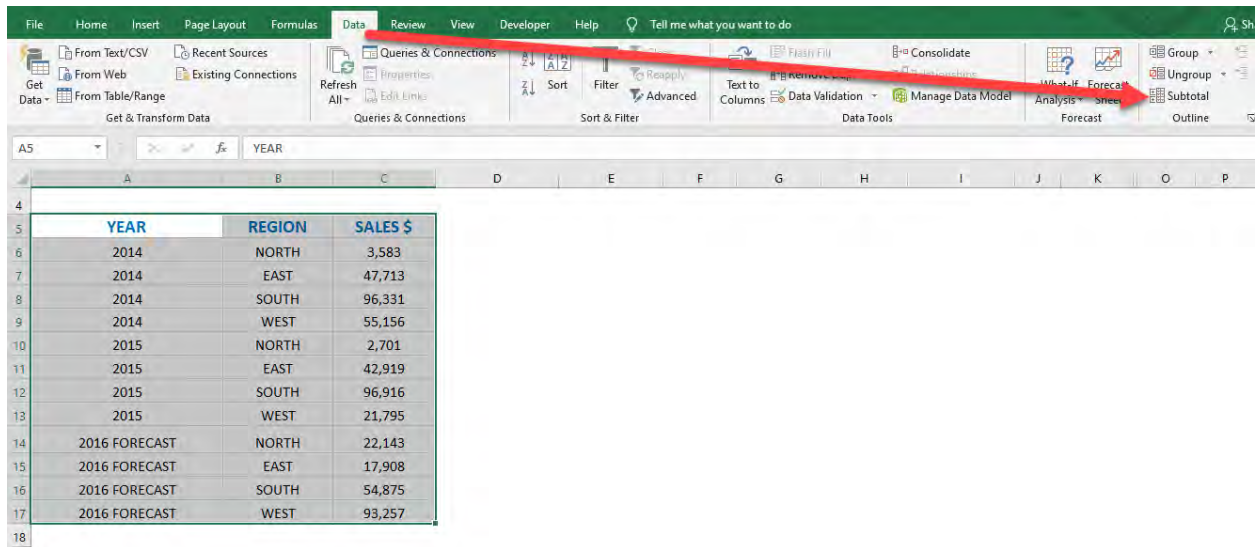 File Home Insert Page Layout Formulas Data Review View Developer Help Tell me what you want to do Sh
From Text/CSV Recent Sources Queries & Connections Flash Fill Consolidate Group
From Web Existing Connections Properties Reapply Ungroup
Get Data From Table/Range Refresh All Edit Links Sort Filter Advanced Text to Columns Data Validation Manage Data Model What-If Analysis Forecast Subtotal
Get & Transform Data Queries & Connections Sort & Filter Data Tools Forecast Outline
A5 fx YEAR
A B C D E F G H I J K O P
4
5 YEAR REGION SALES $
6 2014 NORTH 3,583
7 2014 EAST 47,713
8 2014 SOUTH 96,331
9 2014 WEST 55,156
10 2015 NORTH 2,701
11 2015 EAST 42,919
12 2015 SOUTH 96,916
13 2015 WEST 21,795
14 2016 FORECAST NORTH 22,143
15 2016 FORECAST EAST 17,908
16 2016 FORECAST SOUTH 54,875
17 2016 FORECAST WEST 93,257
18